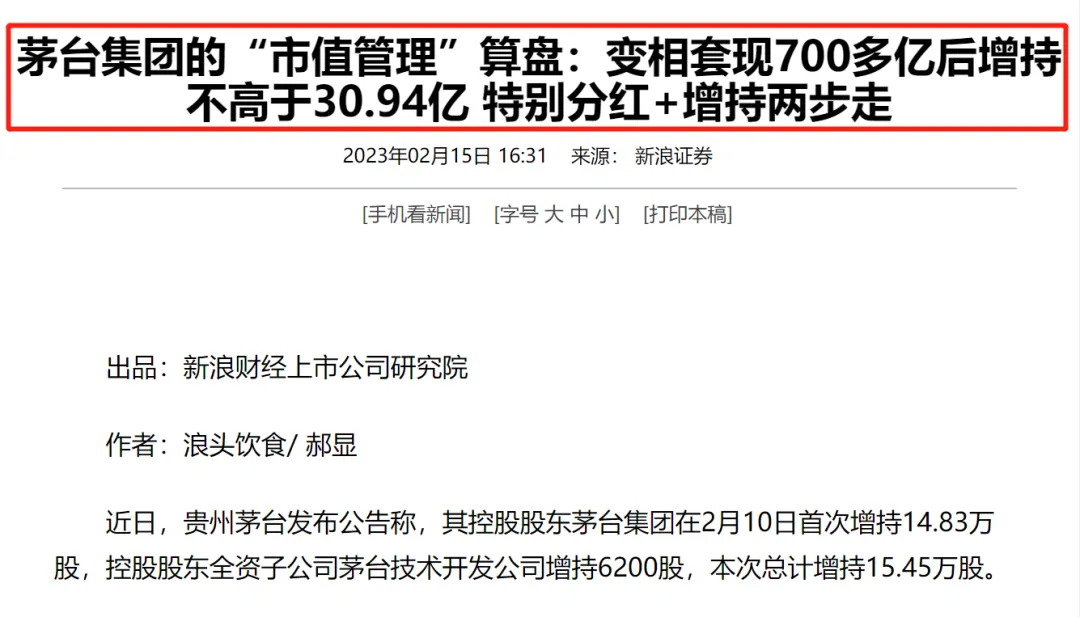 茅台集团的“市值管理”算盘：变相套现700多亿后增持
不高于30.94亿 特别分红+增持两步走
2023年02月15日 16:31 来源： 新浪证券
[手机看新闻] [字号 大 中 小] [打印本稿]
出品：新浪财经上市公司研究院
作者：浪头饮食/ 郝显
近日，贵州茅台发布公告称，其控股股东茅台集团在2月10日首次增持14.83万
股，控股股东全资子公司茅台技术开发公司增持6200股，本次总计增持15.45万股。